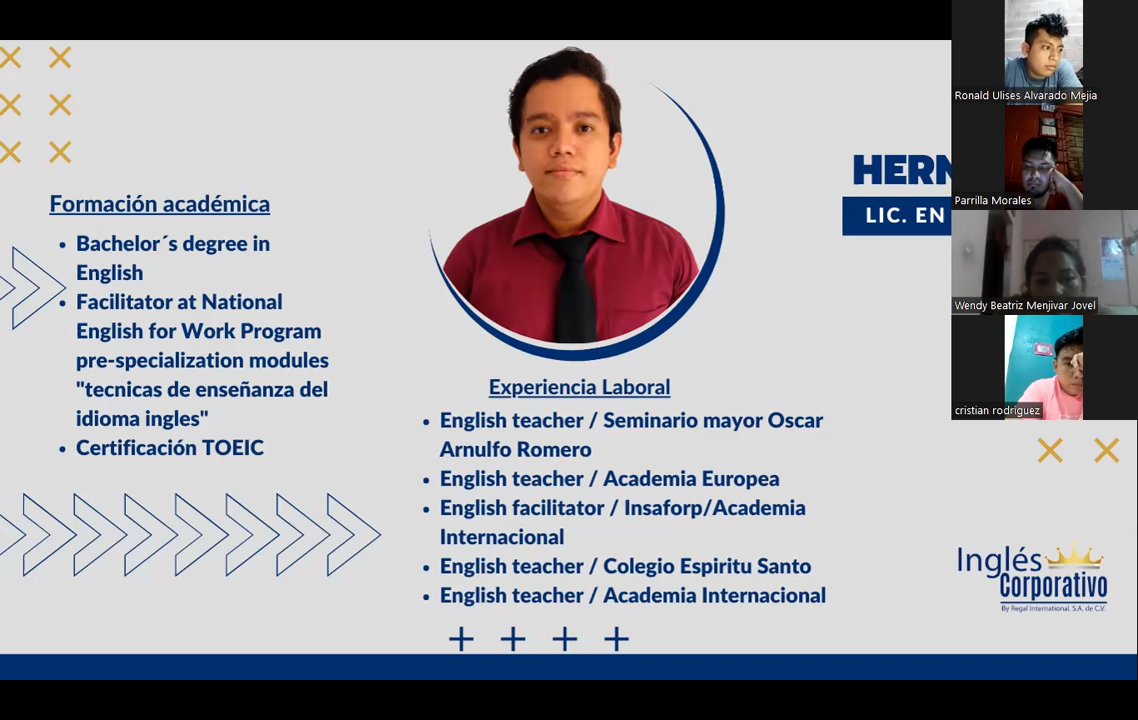 Formación académica
Bachelor´s degree in
English
Facilitator at National
English for Work Program
pre-specialization modules
"tecnicas de enseñanza del
idioma ingles"
Certificación TOEIC
Experiencia Laboral
English teacher / Seminario mayor Oscar
Arnulfo Romero
English teacher / Academia Europea
English facilitator / Insaforp/Academia
Internacional
English teacher / Colegio Espiritu Santo
English teacher / Academia Internacional
HERN
LIC. EN
Ronald Ulises Alvarado Mejia
Parrilla Morales
Wendy Beatriz Menjivar Jovel
cristian rodriguez
Inglés
Corporativo
By Regal International, S.A. de C.V.